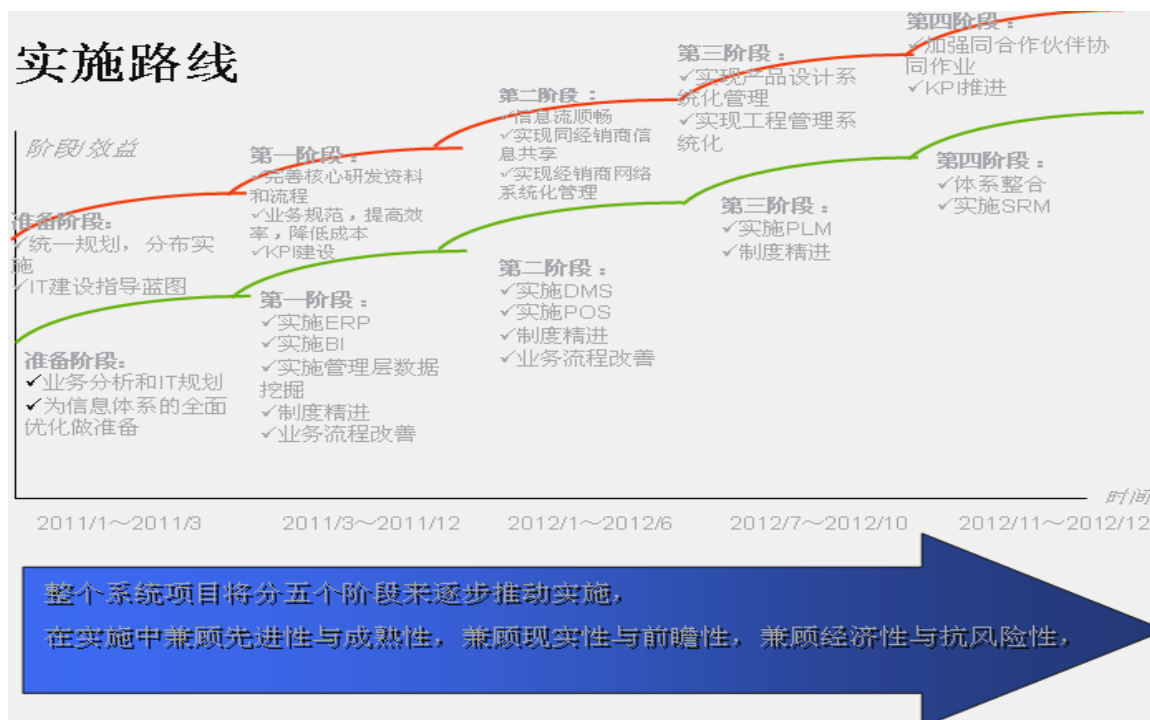 实施路线
阶段/效益
准备阶段:
✓统一规划，分布实
施
✓IT建设指导蓝图
第一阶段：
✓完善核心研发资料
和流程
✓业务规范，提高效
率，降低成本
✓KPI建设
第二阶段：
✓信息流顺畅
✓实现同经销商信
息共享
✓实现经销商网络
系统化管理
第三阶段：
✓实现产品设计系
统化管理
✓实现工程管理系
统化
第四阶段：
✓加强同合作伙伴协
同作业
✓KPI推进
准备阶段:
✓业务分析和IT规划
✓为信息体系的全面
优化做准备
第一阶段：
✓实施ERP
✓实施BI
✓实施管理层数据
挖掘
✓制度精进
✓业务流程改善
第二阶段：
✓实施DMS
✓实施POS
✓制度精进
✓业务流程改善
第三阶段：
✓实施PLM
✓制度精进
第四阶段：
✓体系整合
✓实施SRM
时间
2011/1～2011/3
2011/3～2011/12
2012/1～2012/6
2012/7～2012/10
2012/11～2012/12
整个系统项目将分五个阶段来逐步推动实施，
在实施中兼顾先进性与成熟性，兼顾现实性与前瞻性，兼顾经济性与抗风险性，